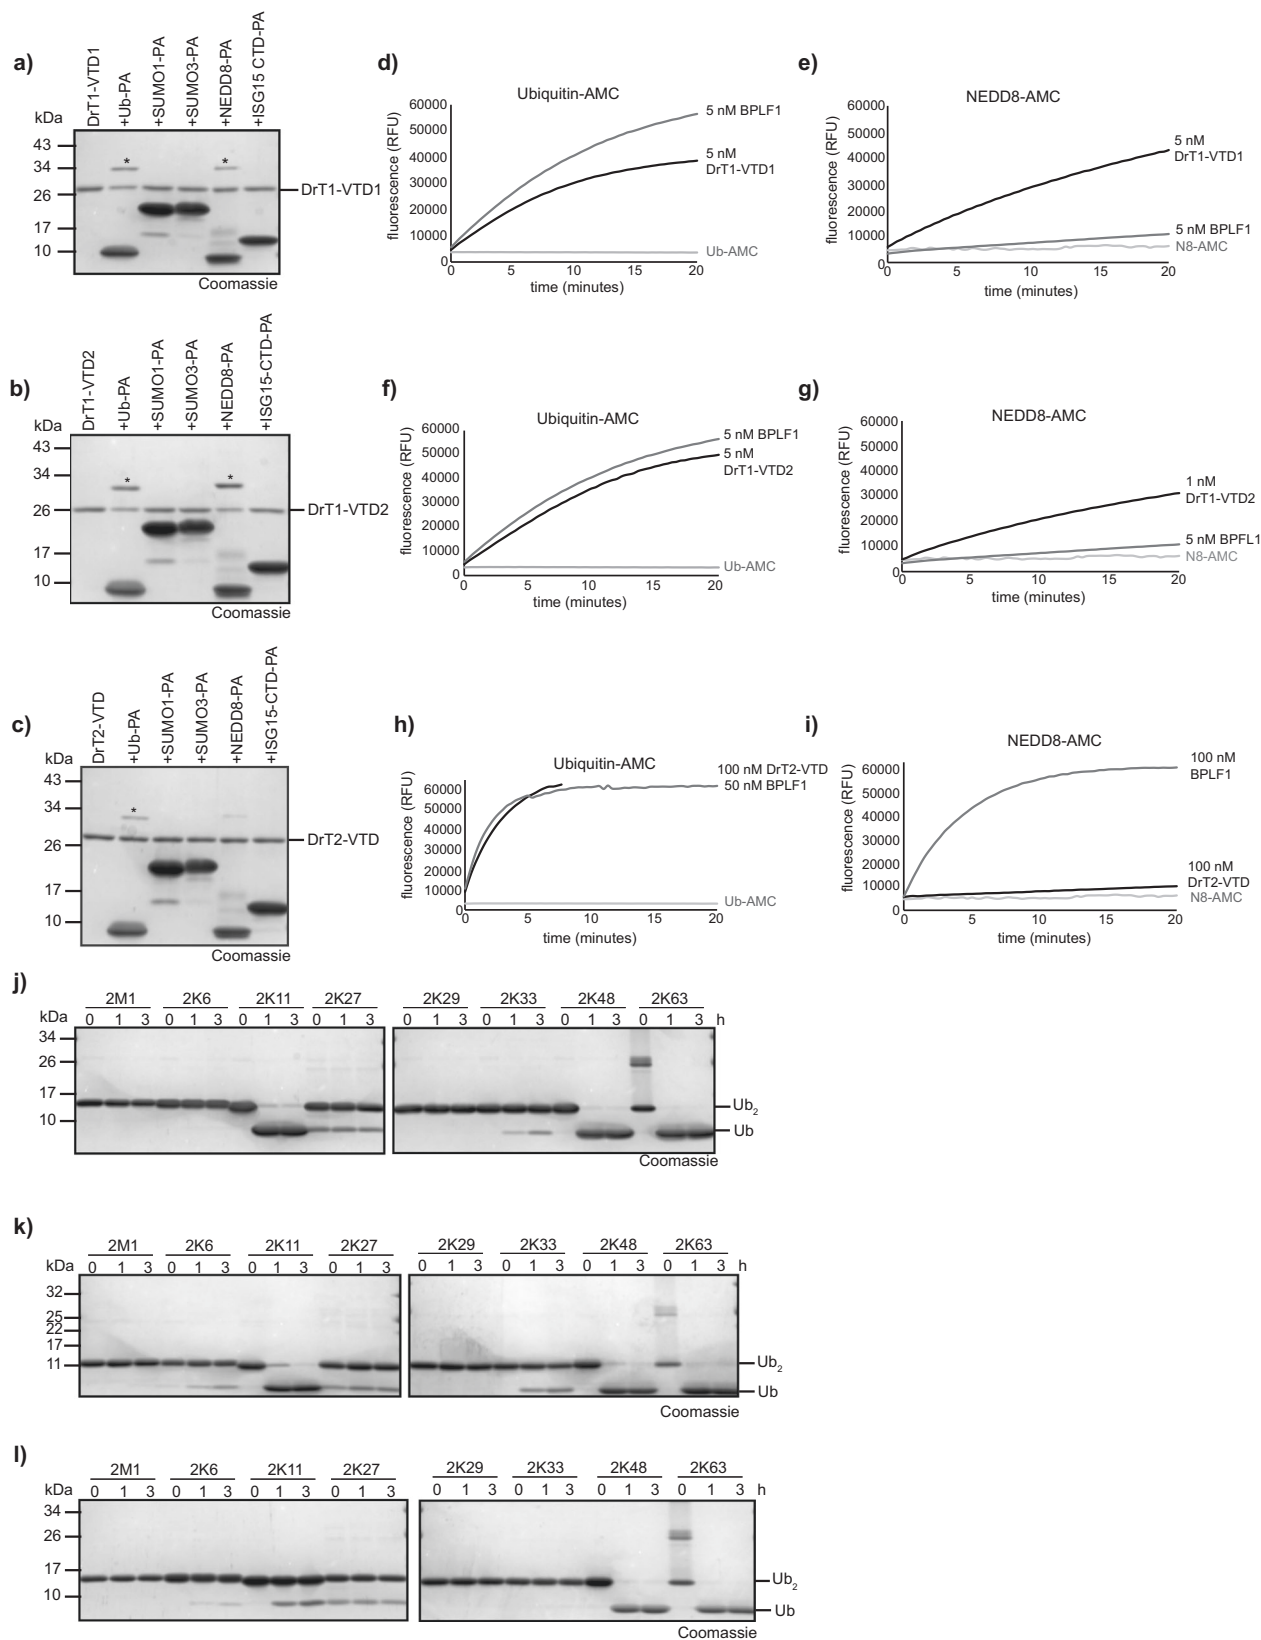 a)
kDa
DrT1-VTD1
+Ub-PA
+SUMO1-PA
+SUMO3-PA
+NEDD8-PA
+ISG15 CTD-PA
43
34
26
17
10
* *
DrT1-VTD1
Coomassie
d)
Ubiquitin-AMC
fluorescence (RFU)
60000
50000
40000
30000
20000
10000
0
5 nM BPLF1
5 nM
DrT1-VTD1
Ub-AMC
0 5 10 15 20
time (minutes)
e)
NEDD8-AMC
fluorescence (RFU)
60000
50000
40000
30000
20000
10000
0
5 nM
DrT1-VTD1
5 nM BPLF1
N8-AMC
0 5 10 15 20
time (minutes)
b)
kDa
DrT1-VTD2
+Ub-PA
+SUMO1-PA
+SUMO3-PA
+NEDD8-PA
+ISG15-CTD-PA
43
34
26
17
10
* *
DrT1-VTD2
Coomassie
f)
Ubiquitin-AMC
fluorescence (RFU)
60000
50000
40000
30000
20000
10000
0
5 nM BPLF1
5 nM
DrT1-VTD2
Ub-AMC
0 5 10 15 20
time (minutes)
g)
NEDD8-AMC
fluorescence (RFU)
60000
50000
40000
30000
20000
10000
0
1 nM
DrT1-VTD2
5 nM BPFL1
N8-AMC
0 5 10 15 20
time (minutes)
c)
kDa
DrT2-VTD
+Ub-PA
+SUMO1-PA
+SUMO3-PA
+NEDD8-PA
+ISG15-CTD-PA
43
34
26
17
10
*
DrT2-VTD
Coomassie
h)
Ubiquitin-AMC
fluorescence (RFU)
60000
50000
40000
30000
20000
10000
0
100 nM DrT2-VTD
50 nM BPLF1
Ub-AMC
0 5 10 15 20
time (minutes)
i)
NEDD8-AMC
fluorescence (RFU)
60000
50000
40000
30000
20000
10000
0
100 nM
BPLF1
100 nM
DrT2-VTD
N8-AMC
0 5 10 15 20
time (minutes)
j)
2M1 2K6 2K11 2K27 2K29 2K33 2K48 2K63
kDa 0 1 3 0 1 3 0 1 3 0 1 3 0 1 3 0 1 3 0 1 3 0 1 3 h
34
26
17
10
Ub2
Ub
Coomassie
k)
2M1 2K6 2K11 2K27 2K29 2K33 2K48 2K63
kDa 0 1 3 0 1 3 0 1 3 0 1 3 0 1 3 0 1 3 0 1 3 0 1 3 h
32
25
22
17
11
Ub2
Ub
Coomassie
l)
2M1 2K6 2K11 2K27 2K29 2K33 2K48 2K63
kDa 0 1 3 0 1 3 0 1 3 0 1 3 0 1 3 0 1 3 0 1 3 0 1 3 h
34
26
17
10
Ub2
Ub
Coomassie